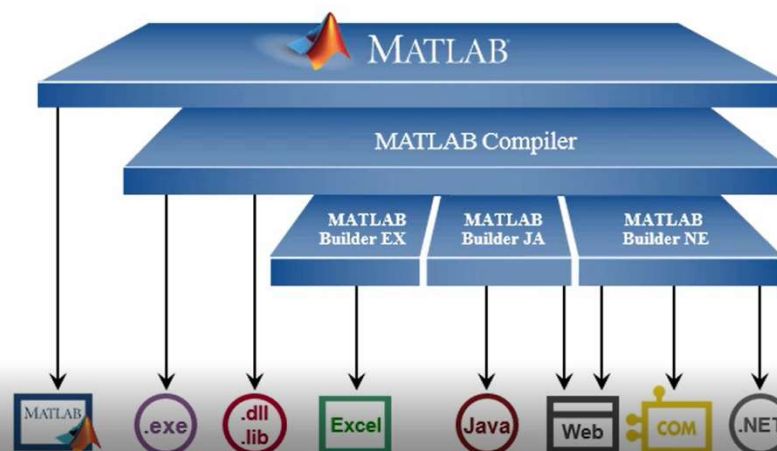 MATLAB®
MATLAB Compiler
MATLAB
Builder EX
MATLAB
Builder JA
MATLAB
Builder NE
MATLAB
.exe
.dll
.lib
Excel
Java
Web
COM
.NET